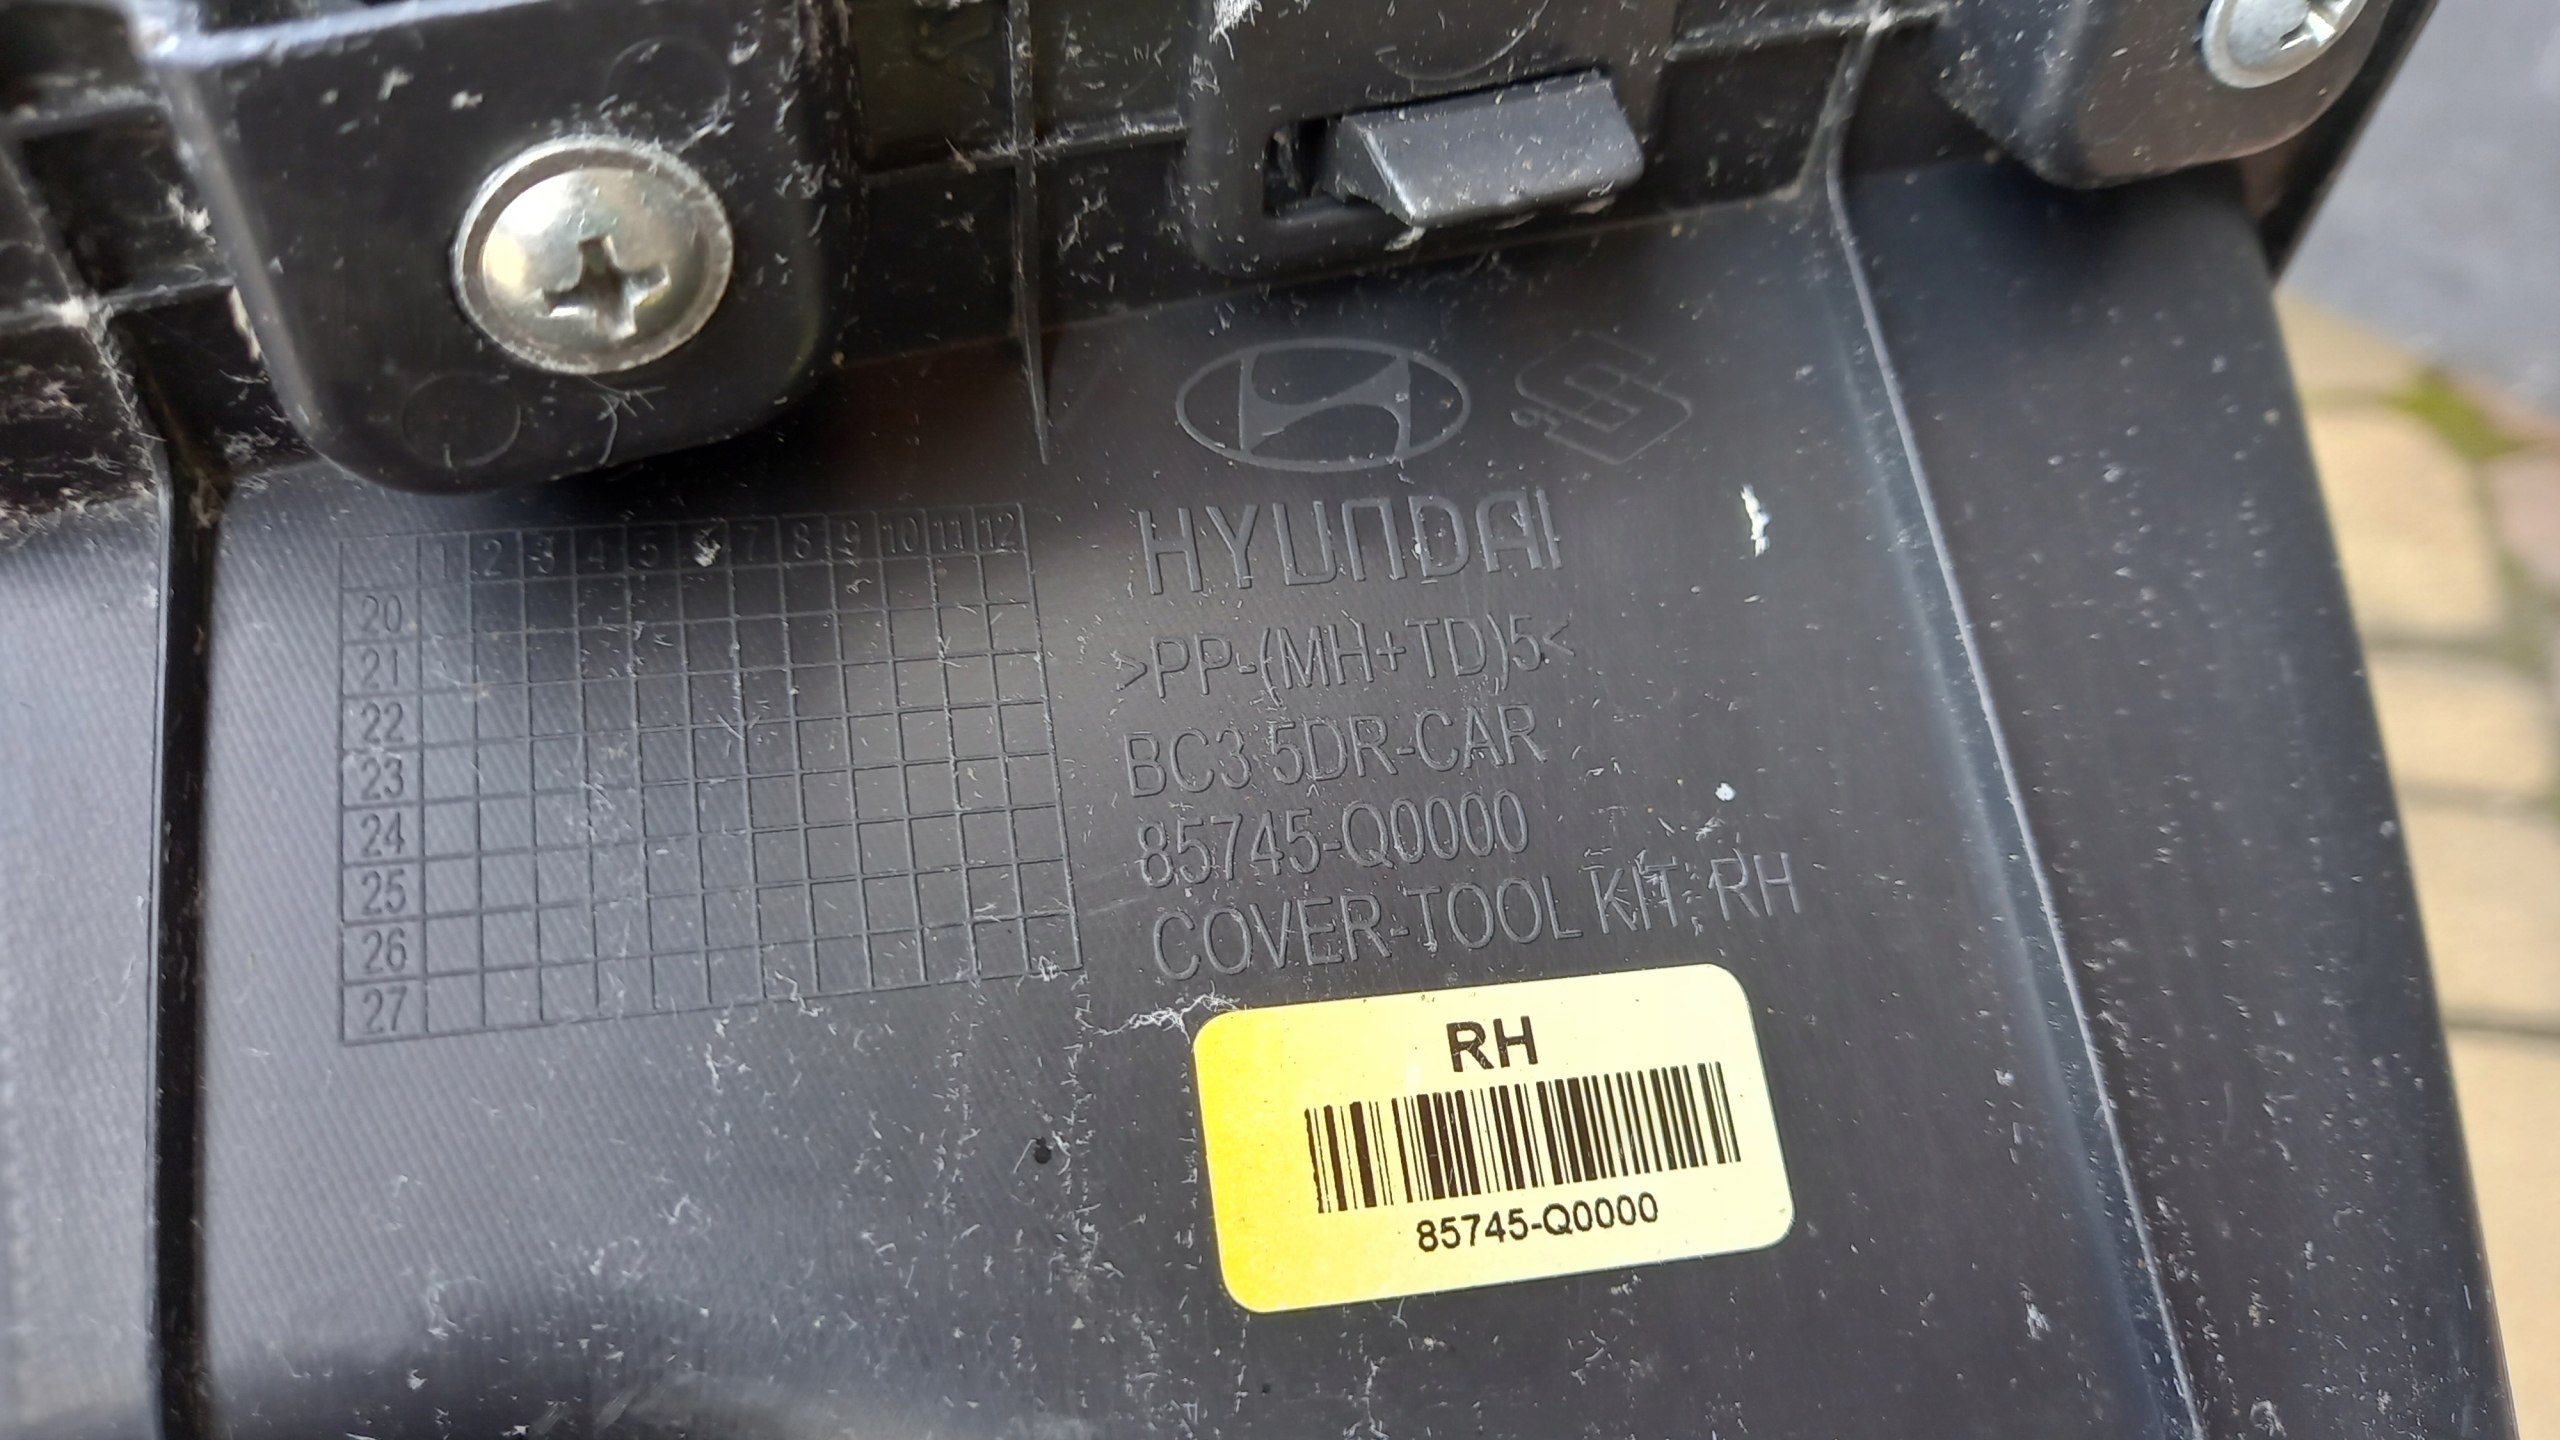 1 2 3 4 5 6 7 8 9 10 11 12
20
21
22
23
24
25
26
27
HYUNDAI
>PP-(MH+TD)5<
BC3 5DR-CAR
85745-Q0000
COVER-TOOL KIT, RH
RH
85745-Q0000